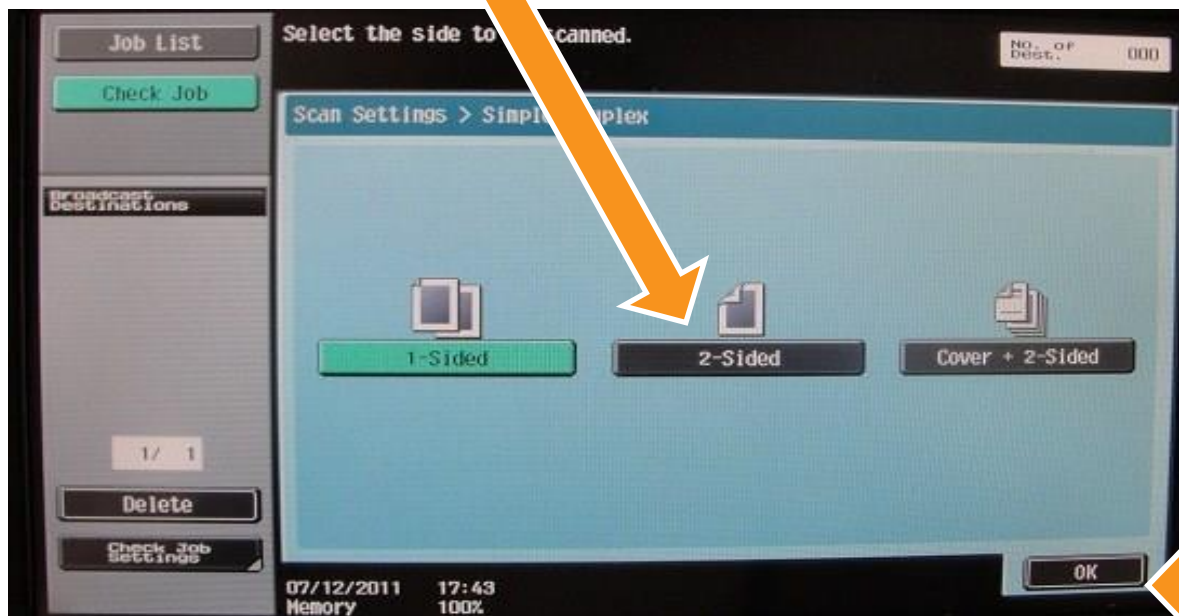 Job List
Select the side to scanned.
No. of
Dest. 000
Check Job
Scan Settings > Simpl plex
Broadcast
Destinations
1-Sided
2-Sided
Cover + 2-Sided
1/ 1
Delete
Check Job
Settings
OK
07/12/2011 17:43
Memory 100%